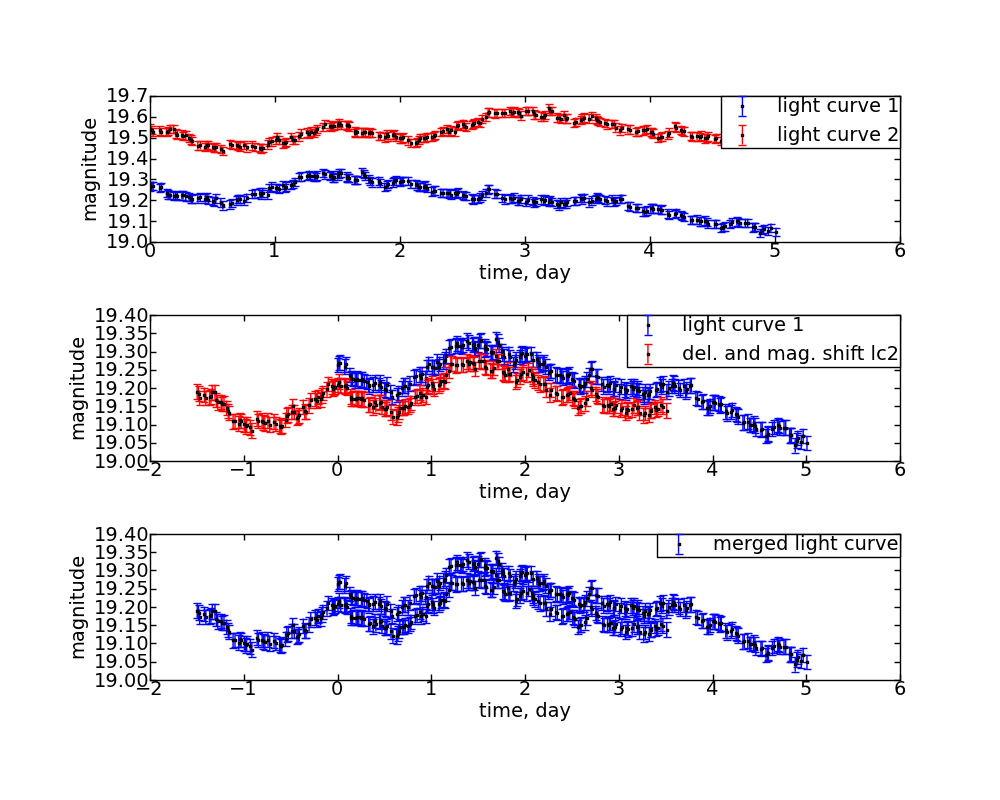 19.7
19.6
19.5
19.4
19.3
19.2
19.1
19.0
magnitude
light curve 1
light curve 2
0 1 2 3 4 5 6
time, day
19.40
19.35
19.30
19.25
19.20
19.15
19.10
19.05
19.00
magnitude
light curve 1
del. and mag. shift lc2
−2 −1 0 1 2 3 4 5 6
time, day
19.40
19.35
19.30
19.25
19.20
19.15
19.10
19.05
19.00
magnitude
merged light curve
−2 −1 0 1 2 3 4 5 6
time, day